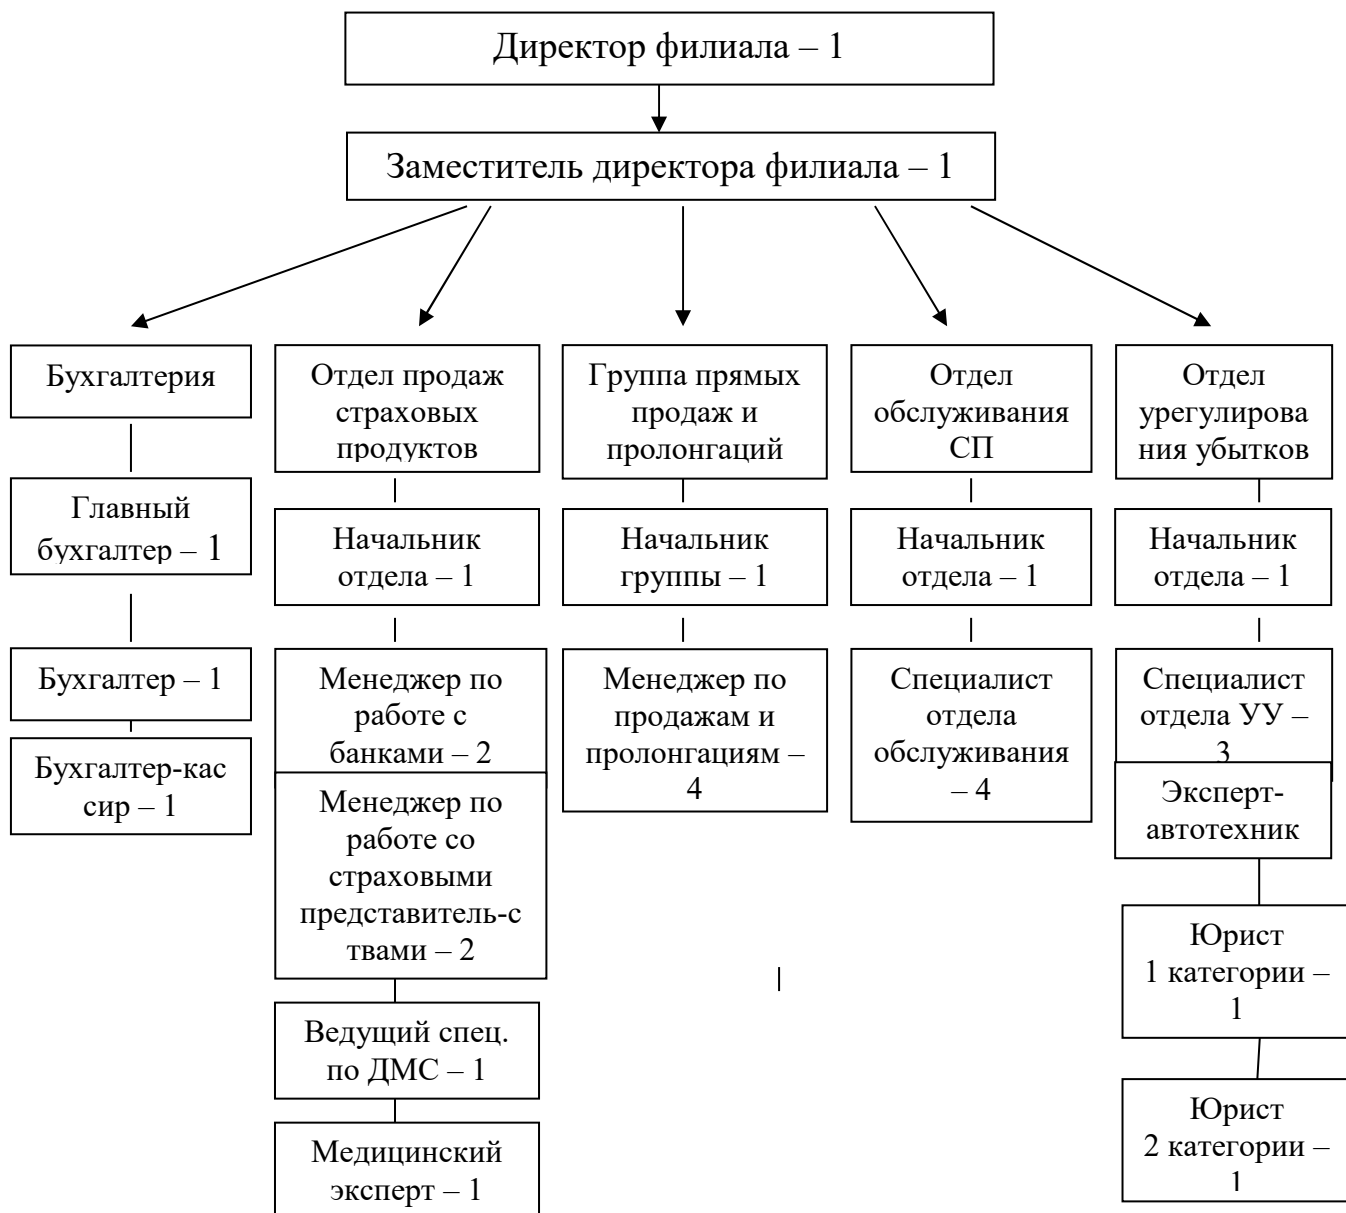 Директор филиала – 1
Заместитель директора филиала – 1
Бухгалтерия
Главный
бухгалтер – 1
Бухгалтер – 1
Бухгалтер-кас
сир – 1
Отдел продаж
страховых
продуктов
Начальник
отдела – 1
Менеджер по
работе с
банками – 2
Менеджер по
работе со
страховыми
представитель-с
твами – 2
Ведущий спец.
по ДМС – 1
Медицинский
эксперт – 1
Группа прямых
продаж и
пролонгаций
Начальник
группы – 1
Менеджер по
продажам и
пролонгациям –
4
Отдел
обслуживания
СП
Начальник
отдела – 1
Специалист
отдела
обслуживания
– 4
Отдел
урегулирова
ния убытков
Начальник
отдела – 1
Специалист
отдела УУ –
3
Эксперт-
автотехник
Юрист
1 категории –
1
Юрист
2 категории –
1